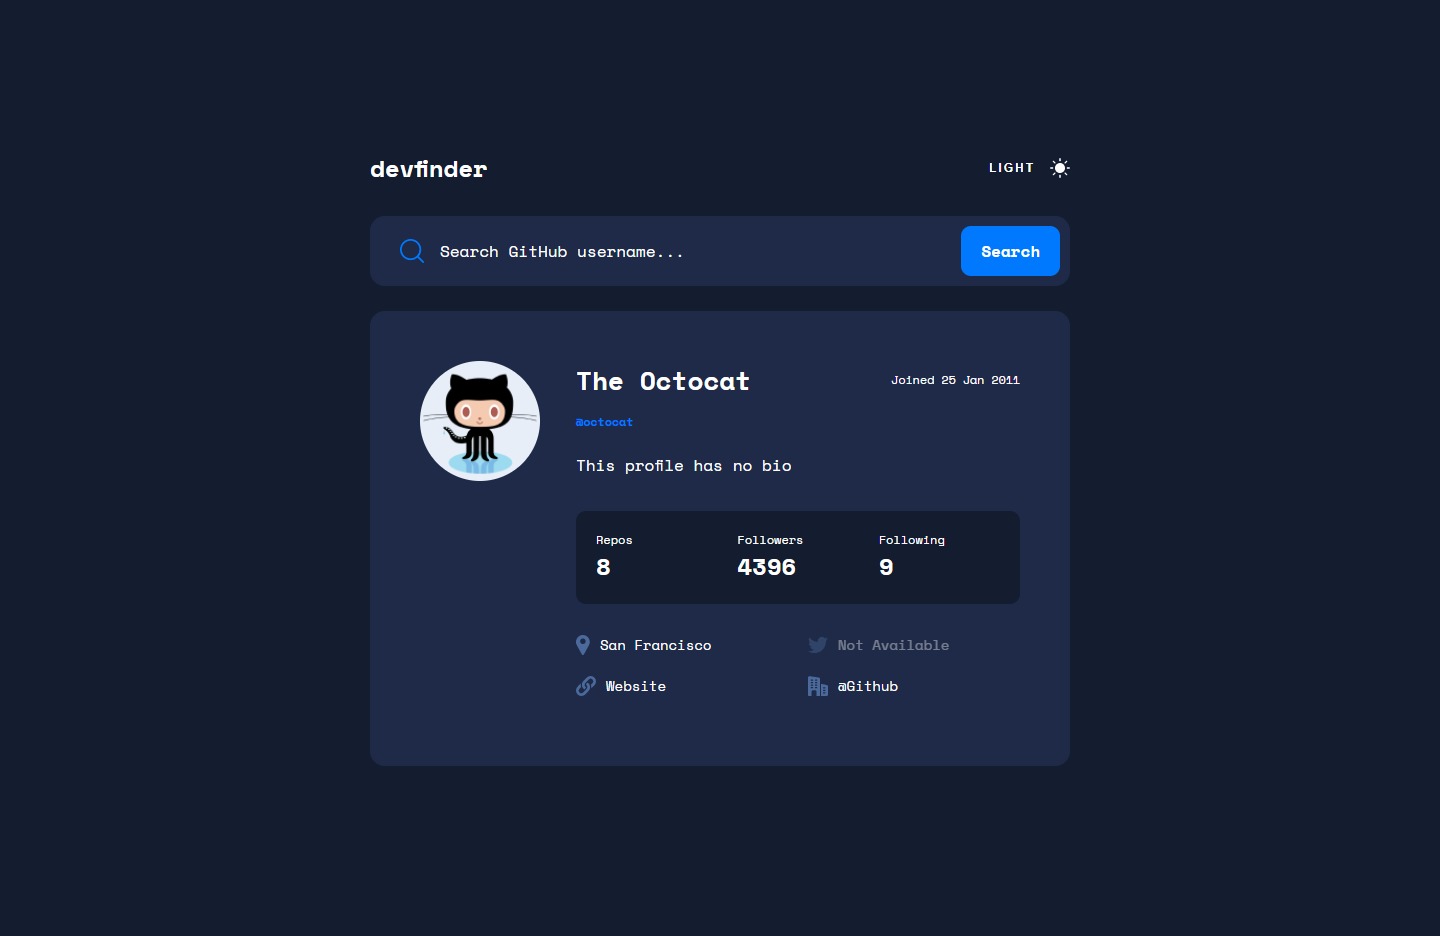 devfinder
LIGHT
Search GitHub username...
Search
The Octocat
Joined 25 Jan 2011
@octocat
This profile has no bio
Repos
Followers
Following
8
4396
9
San Francisco
Not Available
Website
@Github